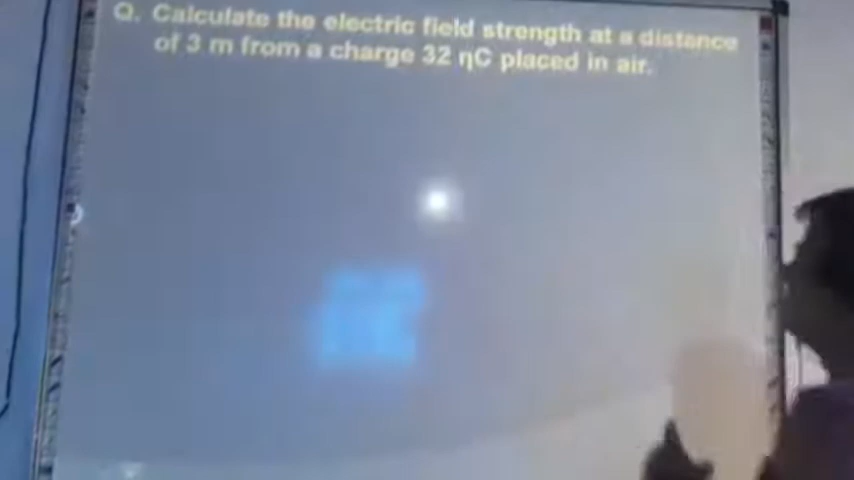 Q. Calculate the electric field strength at a distance
of 3 m from a charge 32 ηC placed in air.